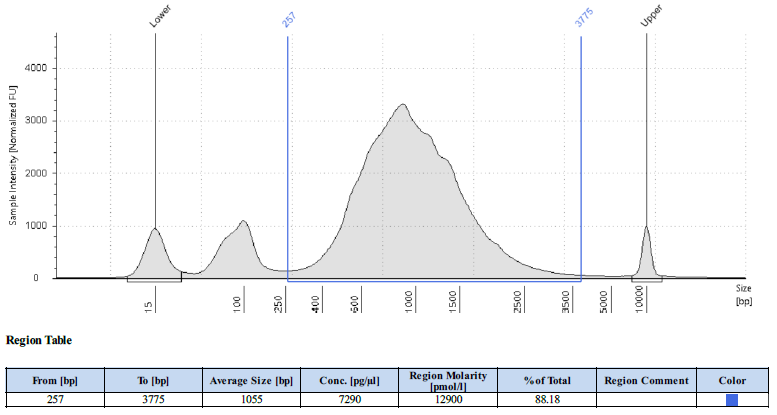 Lower
257
3775
Upper
Sample Intensity [Normalized FU]
4000
3000
2000
1000
0
15
100
250
400
600
1000
1500
2500
3500
5000
10000
Size
[bp]
Region Table
From [bp] To [bp] Average Size [bp] Conc. [pg/µl] Region Molarity [pmol/l] % of Total Region Comment Color
257 3775 1055 7290 12900 88.18